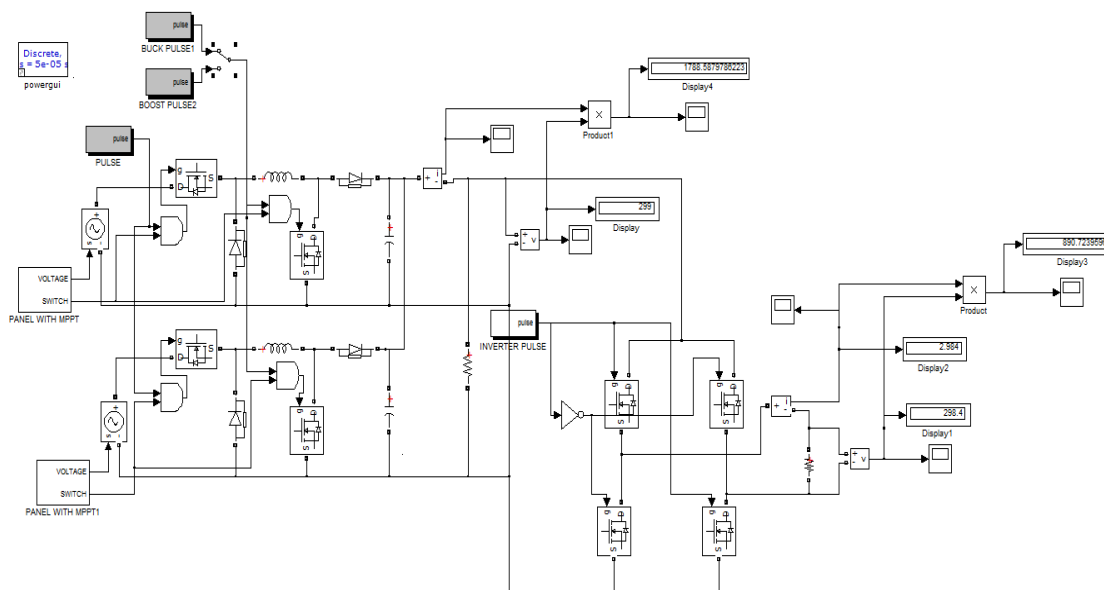 pulse
BUCK PULSE1
Discrete,
s = 5e-05 s
powergui
pulse
BOOST PULSE2
1788.5879786223
Display4
X
Product1
pulse
PULSE
g
D
S
i
+
-
299
Display
+
-
v
+
s
-
g
D
S
VOLTAGE
SWITCH
PANEL WITH MPPT
890.7239596
Display3
X
Product
pulse
INVERTER PULSE
g
D
S
2.984
Display2
+
s
-
g
D
S
g
D
S
g
D
S
i
+
-
298.4
Display1
+
-
v
VOLTAGE
SWITCH
PANEL WITH MPPT1
g
D
S
g
D
S